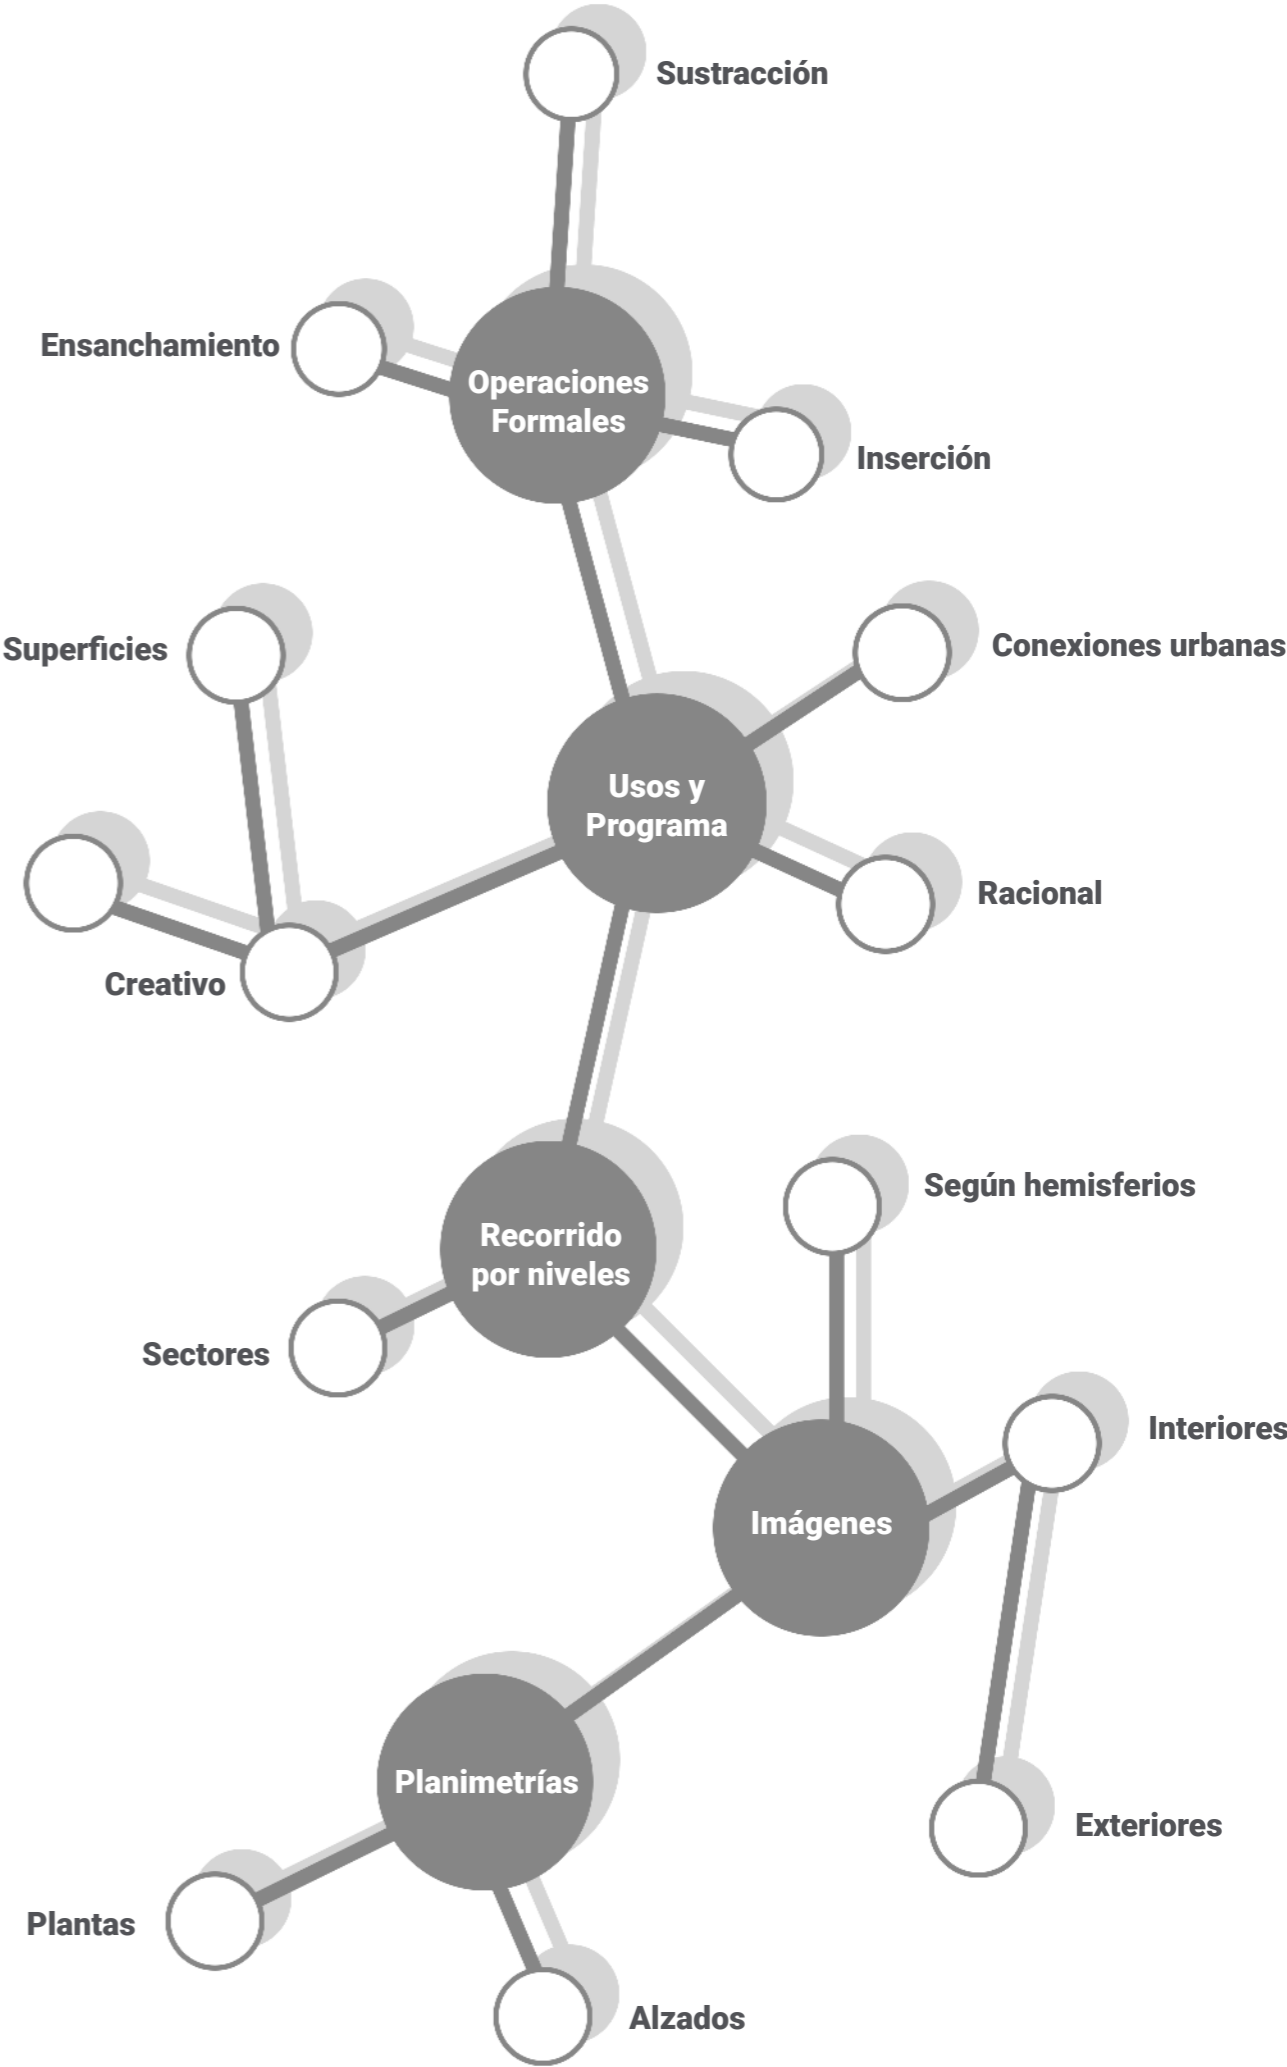 Sustracción
Ensanchamiento
Operaciones
Formales
Inserción
Superficies
Conexiones urbanas
Usos y
Programa
Racional
Creativo
Según hemisferios
Recorrido
por niveles
Sectores
Interiores
Imágenes
Planimetrías
Exteriores
Plantas
Alzados